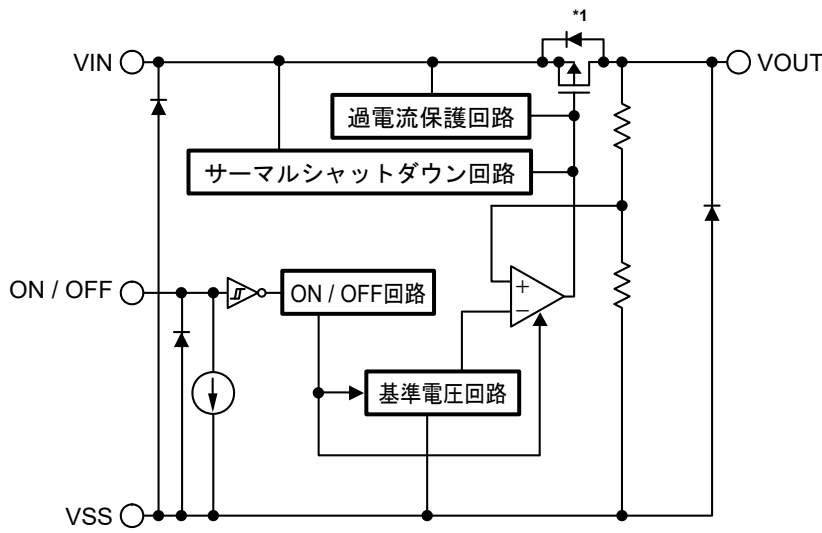 *1
VIN
VOUT
過電流保護回路
サーマルシャットダウン回路
ON / OFF
ON / OFF回路
+
−
基準電圧回路
VSS